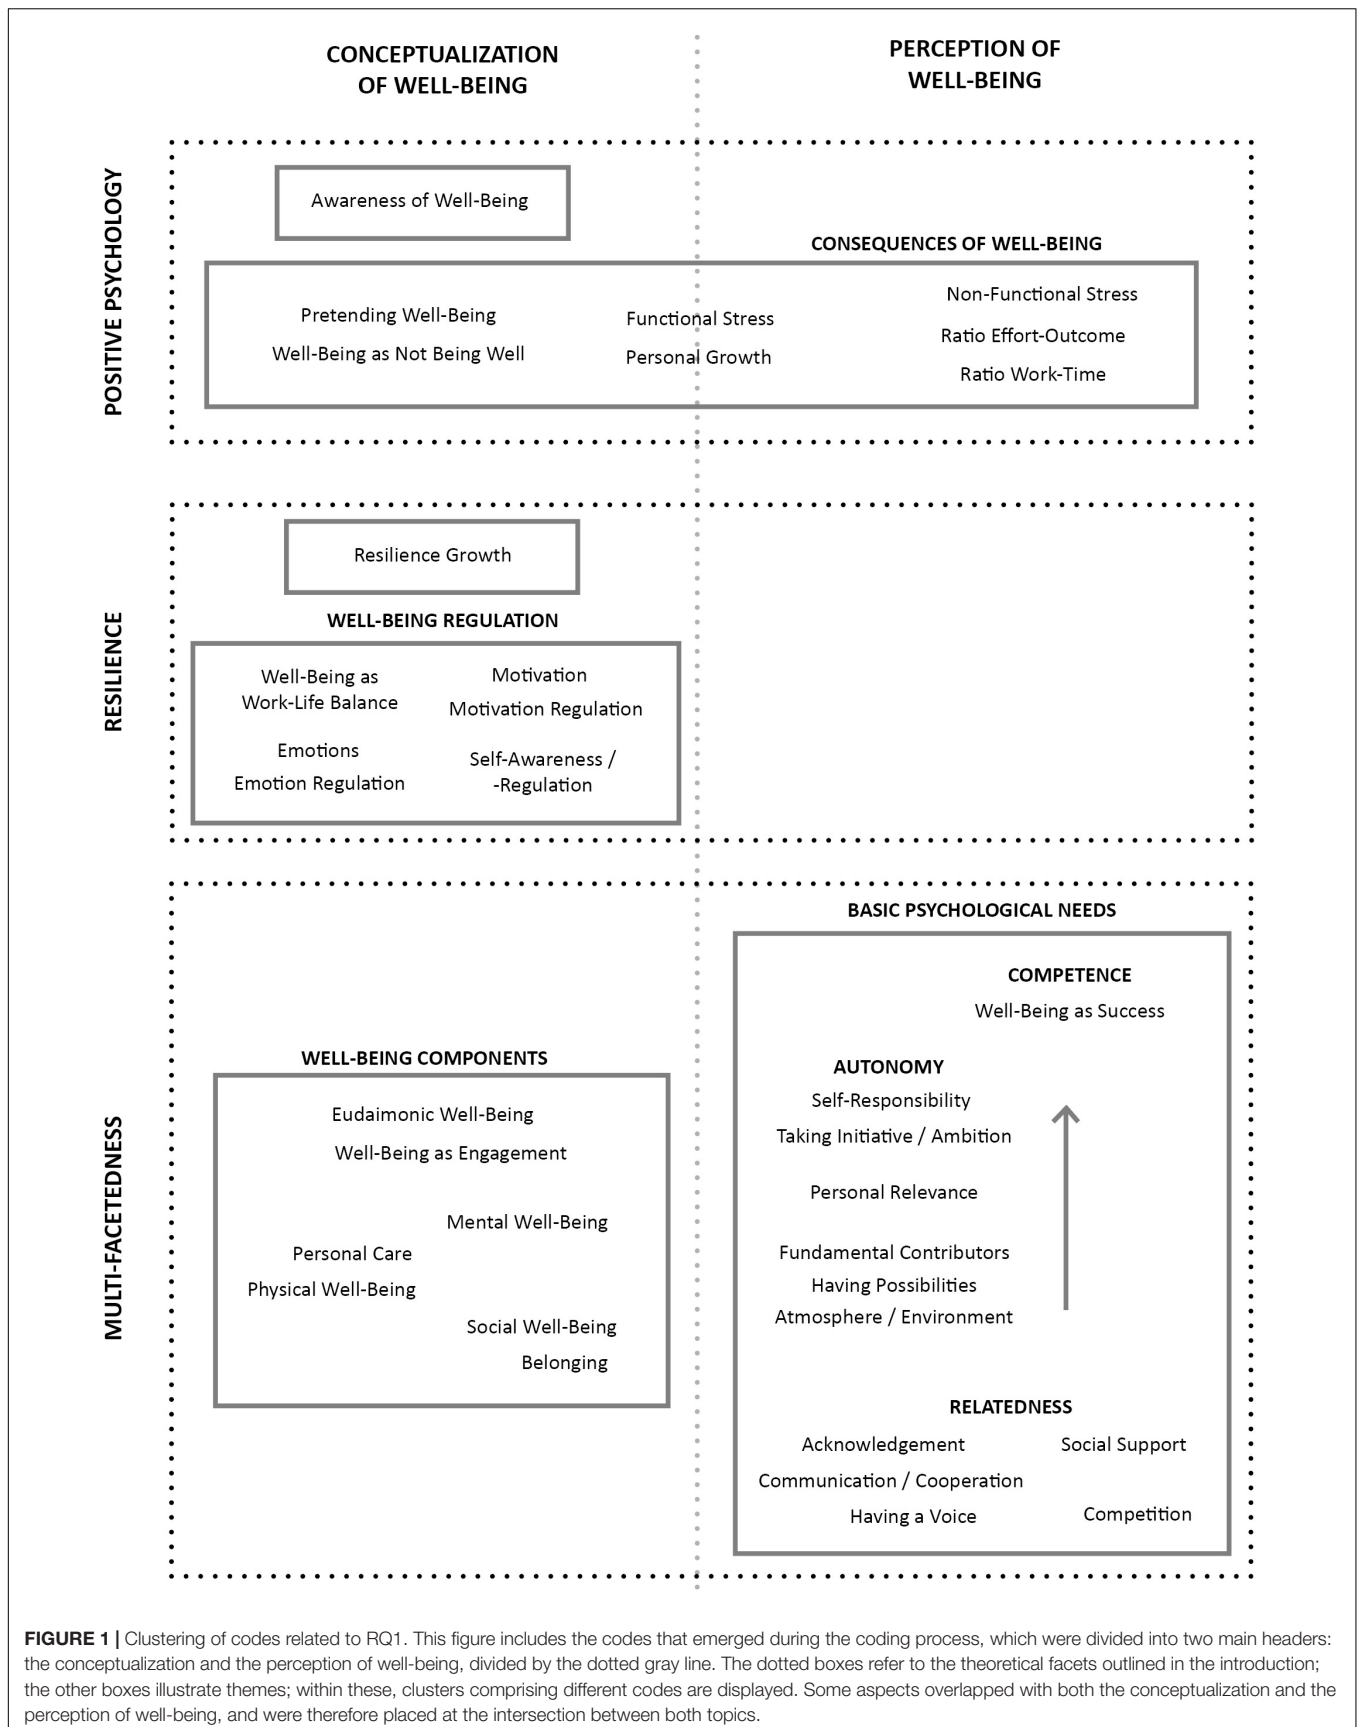 CONCEPTUALIZATION
OF WELL-BEING
PERCEPTION OF
WELL-BEING
POSITIVE PSYCHOLOGY
Awareness of Well-Being
CONSEQUENCES OF WELL-BEING
Pretending Well-Being
Well-Being as Not Being Well
Functional Stress
Personal Growth
Non-Functional Stress
Ratio Effort-Outcome
Ratio Work-Time
RESILIENCE
Resilience Growth
WELL-BEING REGULATION
Well-Being as
Work-Life Balance
Emotions
Emotion Regulation
Motivation
Motivation Regulation
Self-Awareness /
-Regulation
MULTI-FACETEDNESS
WELL-BEING COMPONENTS
Eudaimonic Well-Being
Well-Being as Engagement
Mental Well-Being
Personal Care
Physical Well-Being
Social Well-Being
Belonging
BASIC PSYCHOLOGICAL NEEDS
COMPETENCE
Well-Being as Success
AUTONOMY
Self-Responsibility
Taking Initiative / Ambition
Personal Relevance
Fundamental Contributors
Having Possibilities
Atmosphere / Environment
RELATEDNESS
Acknowledgement
Social Support
Communication / Cooperation
Having a Voice
Competition
FIGURE 1 | Clustering of codes related to RQ1. This figure includes the codes that emerged during the coding process, which were divided into two main headers:
the conceptualization and the perception of well-being, divided by the dotted gray line. The dotted boxes refer to the theoretical facets outlined in the introduction;
the other boxes illustrate themes; within these, clusters comprising different codes are displayed. Some aspects overlapped with both the conceptualization and the
perception of well-being, and were therefore placed at the intersection between both topics.